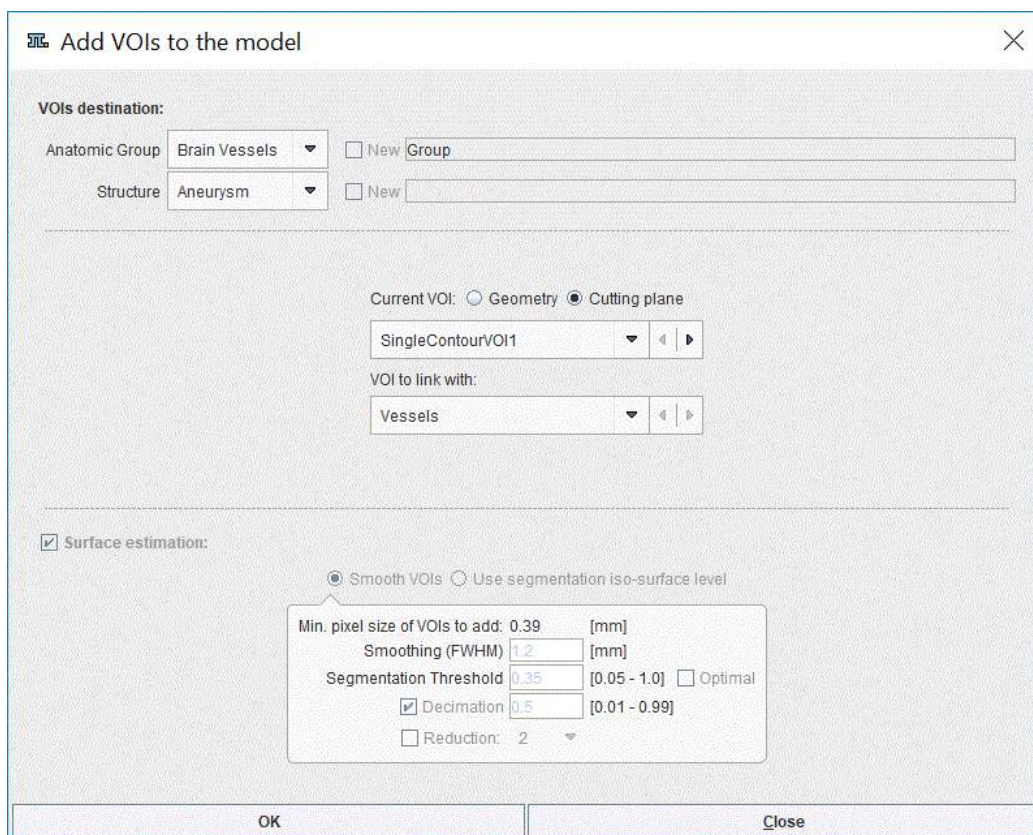 Add VOIs to the model
VOIs destination:
Anatomic Group Brain Vessels New Group
Structure Aneurysm New
Current VOI: Geometry Cutting plane
SingleContourVOI1
VOI to link with:
Vessels
Surface estimation:
Smooth VOIs Use segmentation iso-surface level
Min. pixel size of VOIs to add: 0.39 [mm]
Smoothing (FWHM) 1.2 [mm]
Segmentation Threshold 0.35 [0.05 - 1.0] Optimal
Decimation 0.5 [0.01 - 0.99]
Reduction: 2
OK Close